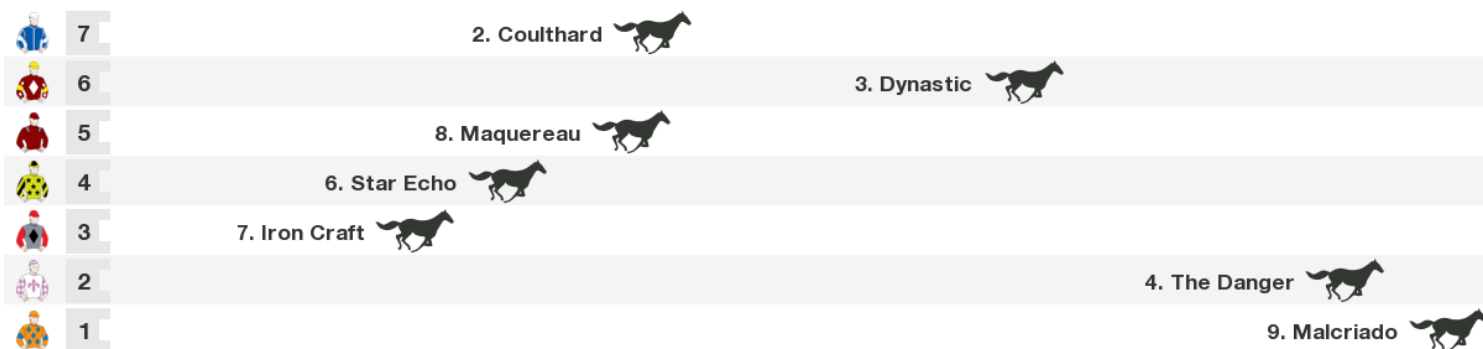 7 2. Coulthard
6 3. Dynastic
5 8. Maquereau
4 6. Star Echo
3 7. Iron Craft
2 4. The Danger
1 9. Malcriado